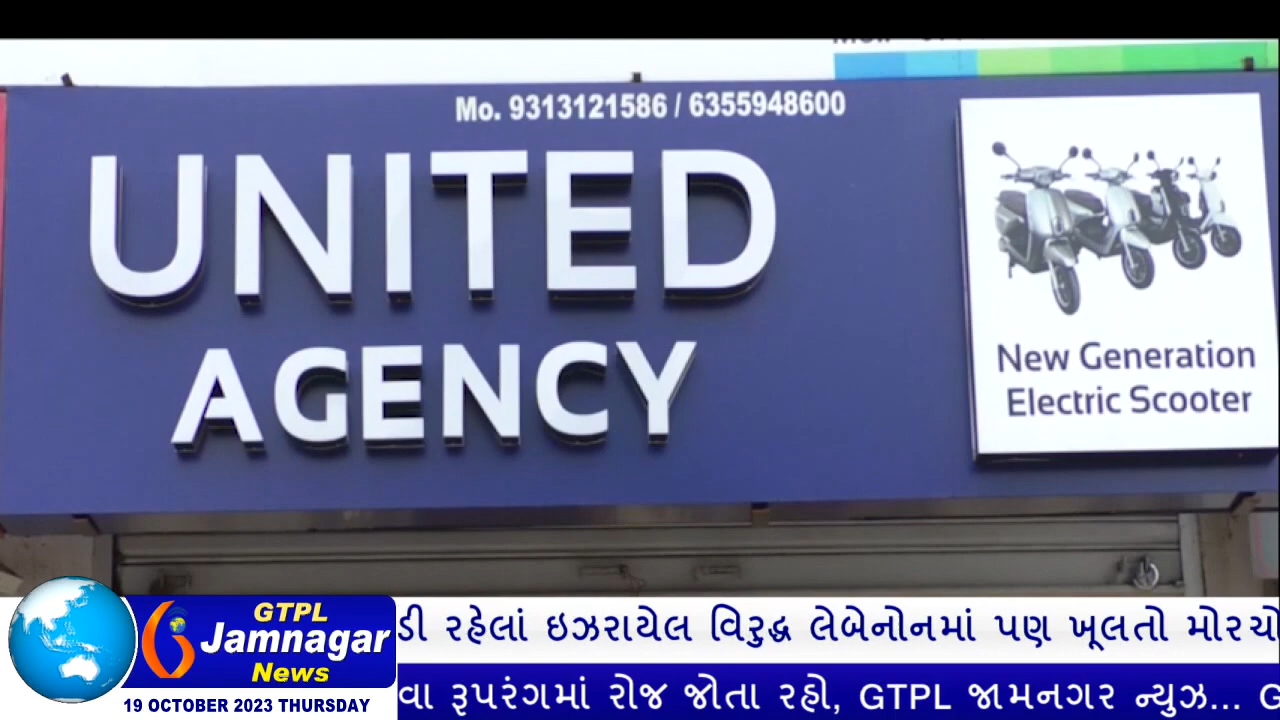 Mo. 9313121586 / 6355948600
UNITED
AGENCY
New Generation
Electric Scooter
GTPL
Jamnagar
News
19 OCTOBER 2023 THURSDAY
ડી રહેલાં ઇઝરાયેલ વિરુદ્ધ લેબેનોનમાં પણ ખૂલતો મોરચો
વા રૂપરંગમાં રોજ જોતા રહો, GTPL જામનગર ન્યુઝ... G